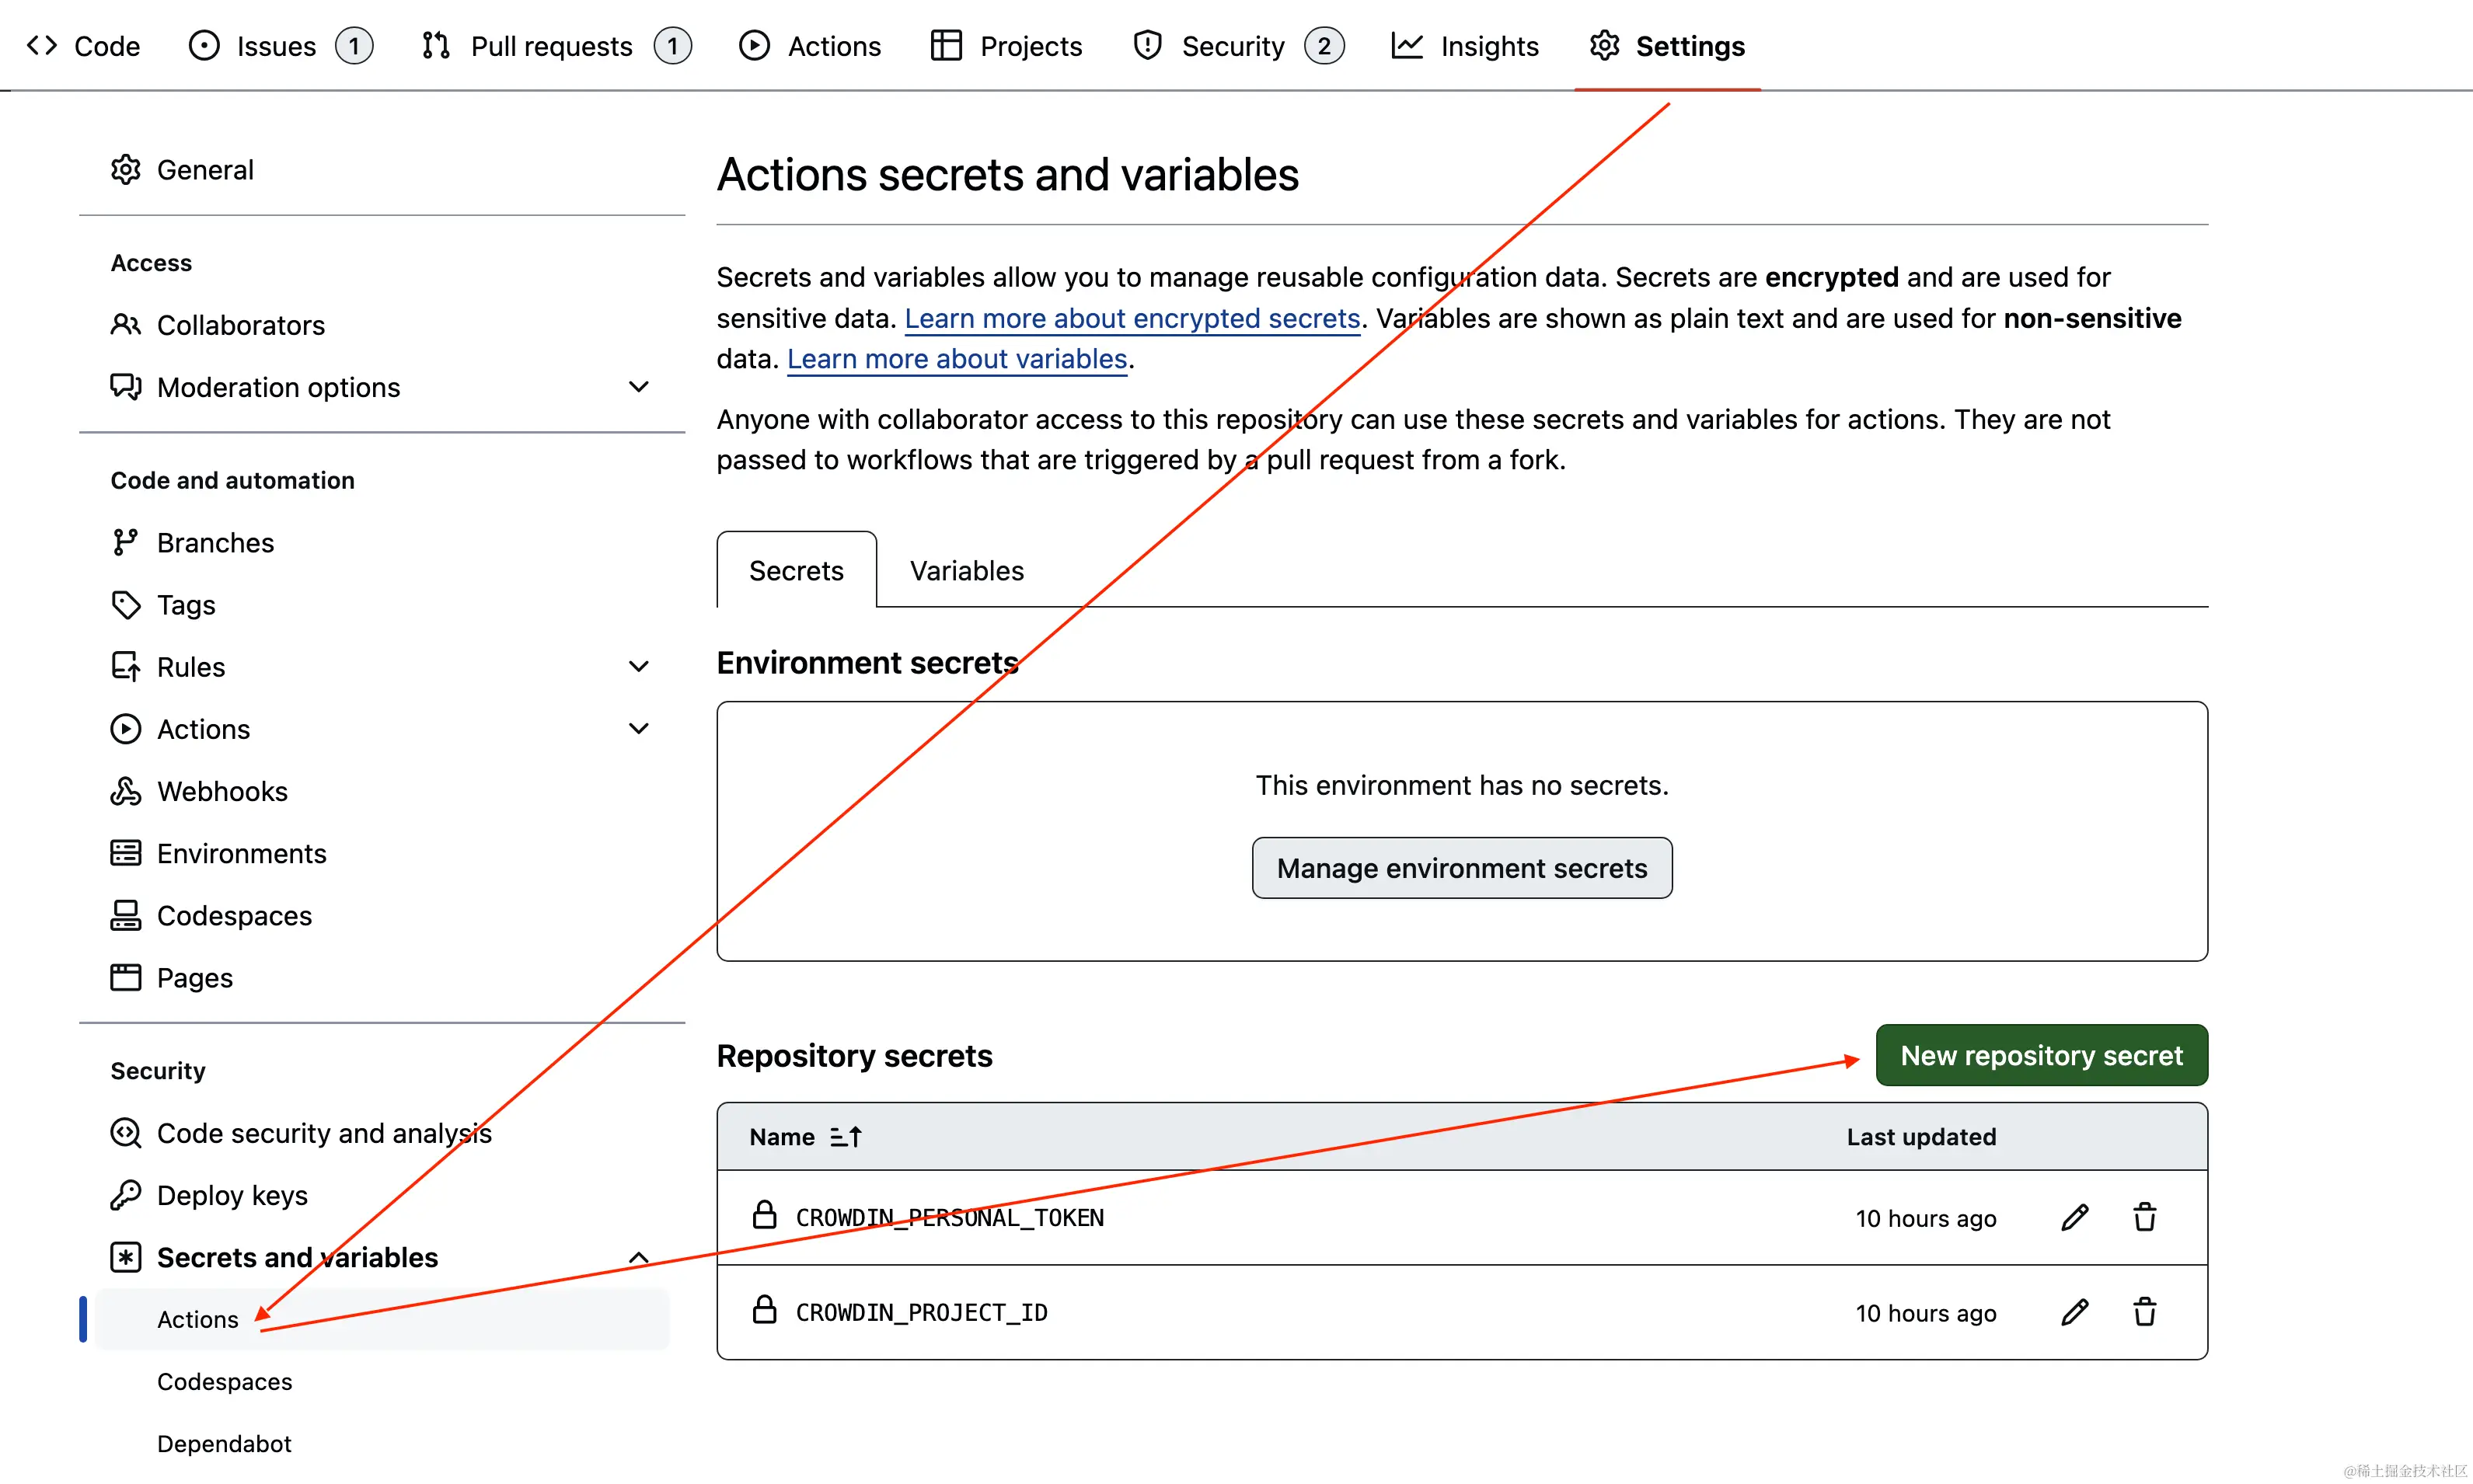 Code Issues 1 Pull requests 1 Actions Projects Security 2 Insights Settings
General
Access
Collaborators
Moderation options
Code and automation
Branches
Tags
Rules
Actions
Webhooks
Environments
Codespaces
Pages
Security
Code security and analysis
Deploy keys
Secrets and variables
Actions
Codespaces
Dependabot
Actions secrets and variables
Secrets and variables allow you to manage reusable configuration data. Secrets are encrypted and are used for
sensitive data. Learn more about encrypted secrets. Variables are shown as plain text and are used for non-sensitive
data. Learn more about variables.
Anyone with collaborator access to this repository can use these secrets and variables for actions. They are not
passed to workflows that are triggered by a pull request from a fork.
Secrets Variables
Environment secrets
This environment has no secrets.
Manage environment secrets
Repository secrets New repository secret
Name Last updated
CROWDIN_PERSONAL_TOKEN 10 hours ago
CROWDIN_PROJECT_ID 10 hours ago
@稀土掘金技术社区